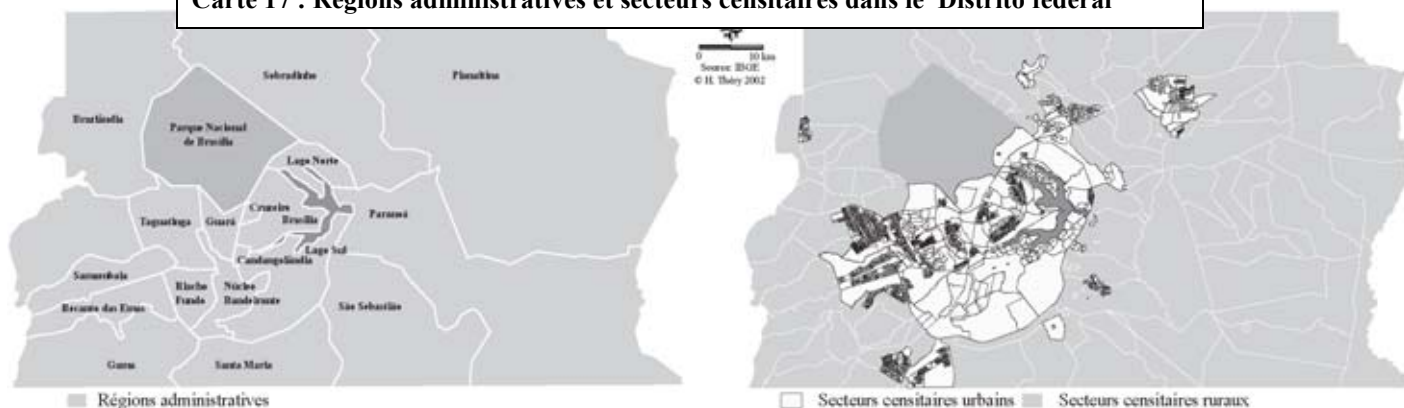 Carte 17 : Régions administratives et secteurs censitaires dans le Distrito federal
0 10 km
Source: IBGE
© H. Théry 2002
Sobradinho
Planaltina
Brazlândia
Parque Nacional
de Brasília
Lago Norte
Cruzeiro
Brasília
Paranoá
Taguatinga
Guará
Lago Sul
Candangolândia
Samambaia
Riacho
Fundo
Núcleo
Bandeirante
Recanto das Emas
São Sebastião
Gama
Santa Maria
Régions administratives
Secteurs censitaires urbains
Secteurs censitaires ruraux